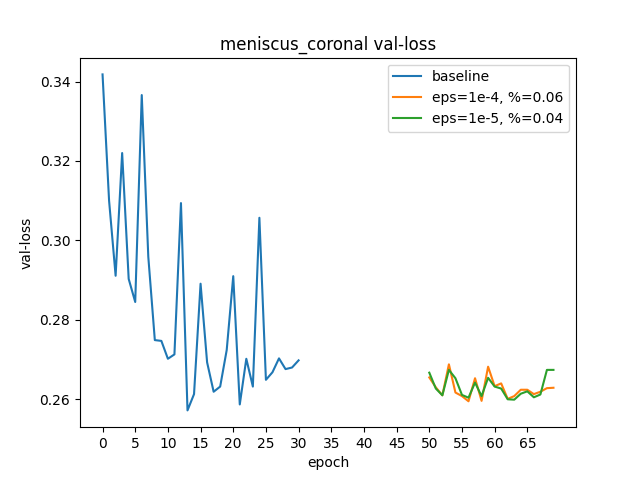 meniscus_coronal val-loss
baseline
eps=1e-4, %=0.06
eps=1e-5, %=0.04
val-loss
0.34
0.32
0.30
0.28
0.26
0 5 10 15 20 25 30 35 40 45 50 55 60 65
epoch